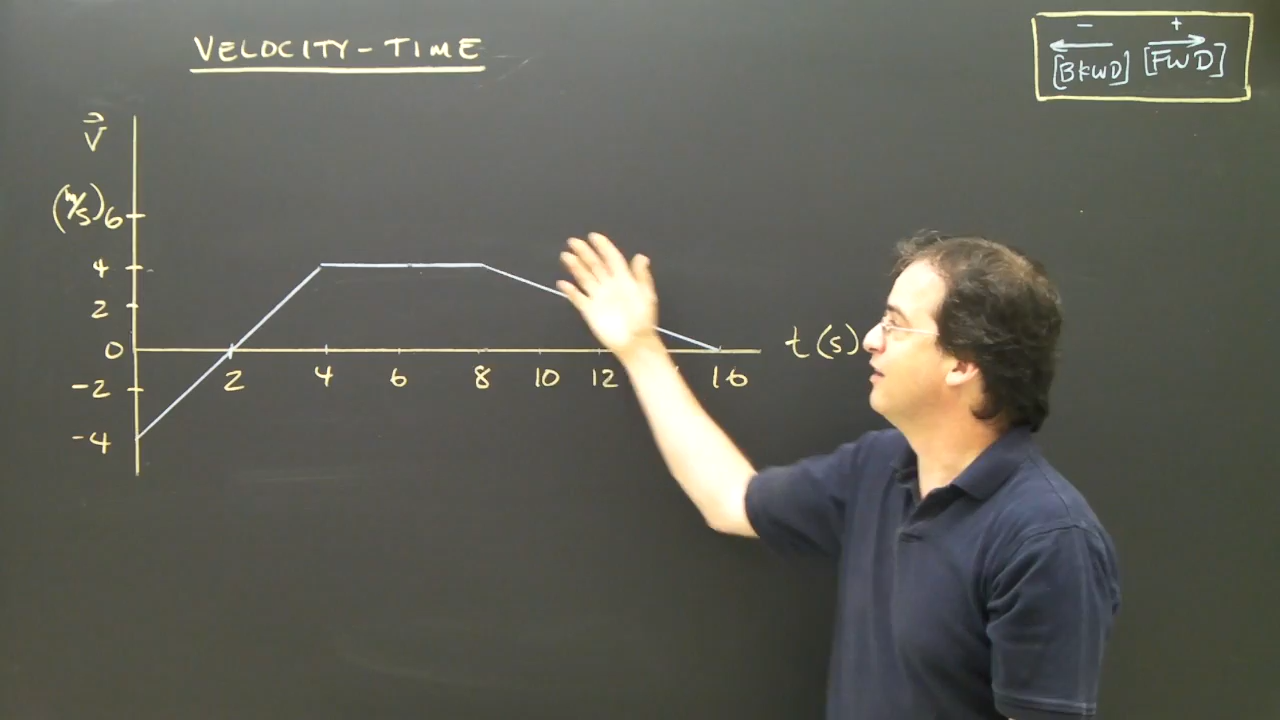 VELOCITY-TIME
- +
[BKWD] [FWD]
V
(m/s)
6
4
2
0
-2
-4
2 4 6 8 10 12 16
t (s)